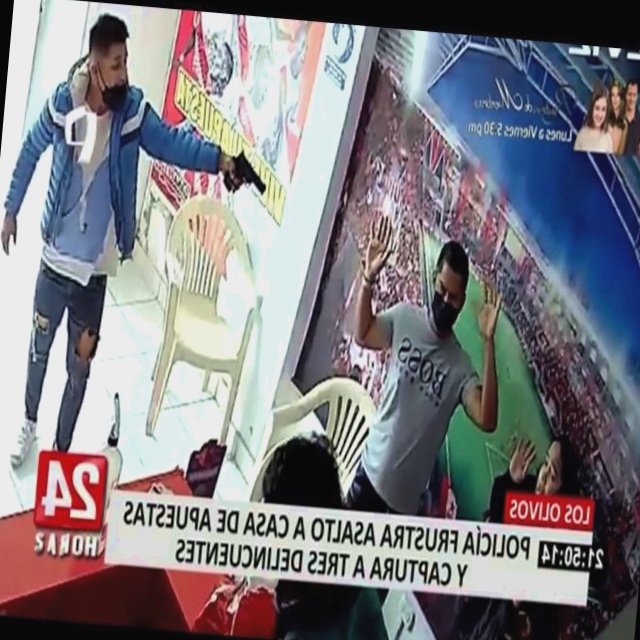 Lunes a Viernes 5:30 pm
BOSS
LOS OLIVOS
21:50:14
POLICÍA FRUSTRA ASALTO A CASA DE APUESTAS
Y CAPTURA A TRES DELINCUENTES
24
HORAS